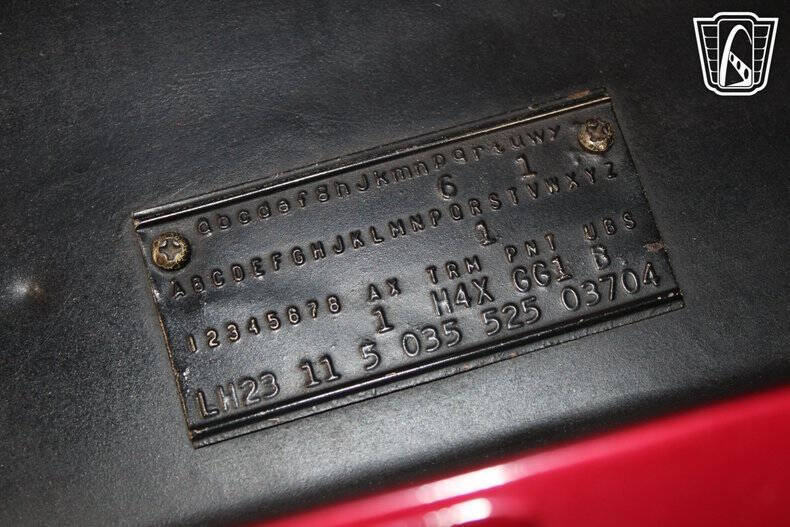 abcdefghJkmnpqrtuwy
6 1
ABCDEFGHJKLMNPQRSTVWXYZ
1
12345678 AX TRM PNT UBS
1 H4X GG1 B
LH23 11 5 035 525 03704